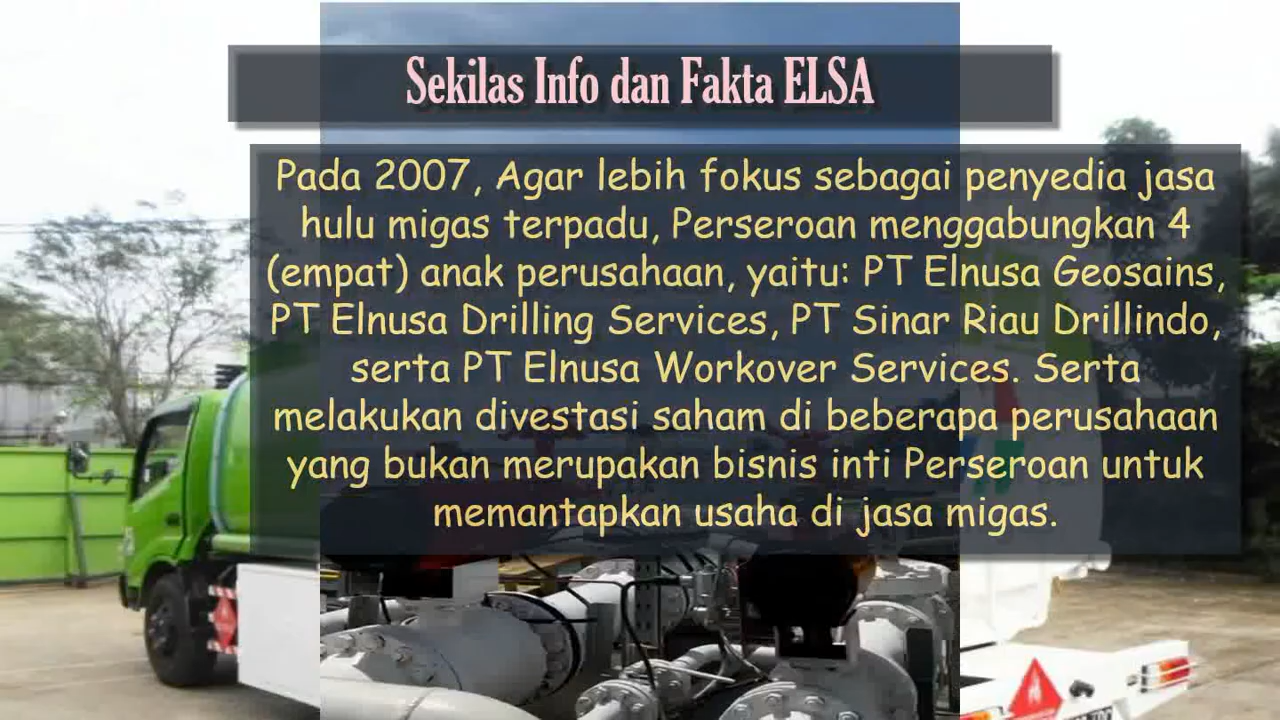 Sekilas Info dan Fakta ELSA
Pada 2007, Agar lebih fokus sebagai penyedia jasa
hulu migas terpadu, Perseroan menggabungkan 4
(empat) anak perusahaan, yaitu: PT Elnusa Geosains,
PT Elnusa Drilling Services, PT Sinar Riau Drillindo,
serta PT Elnusa Workover Services. Serta
melakukan divestasi saham di beberapa perusahaan
yang bukan merupakan bisnis inti Perseroan untuk
memantapkan usaha di jasa migas.